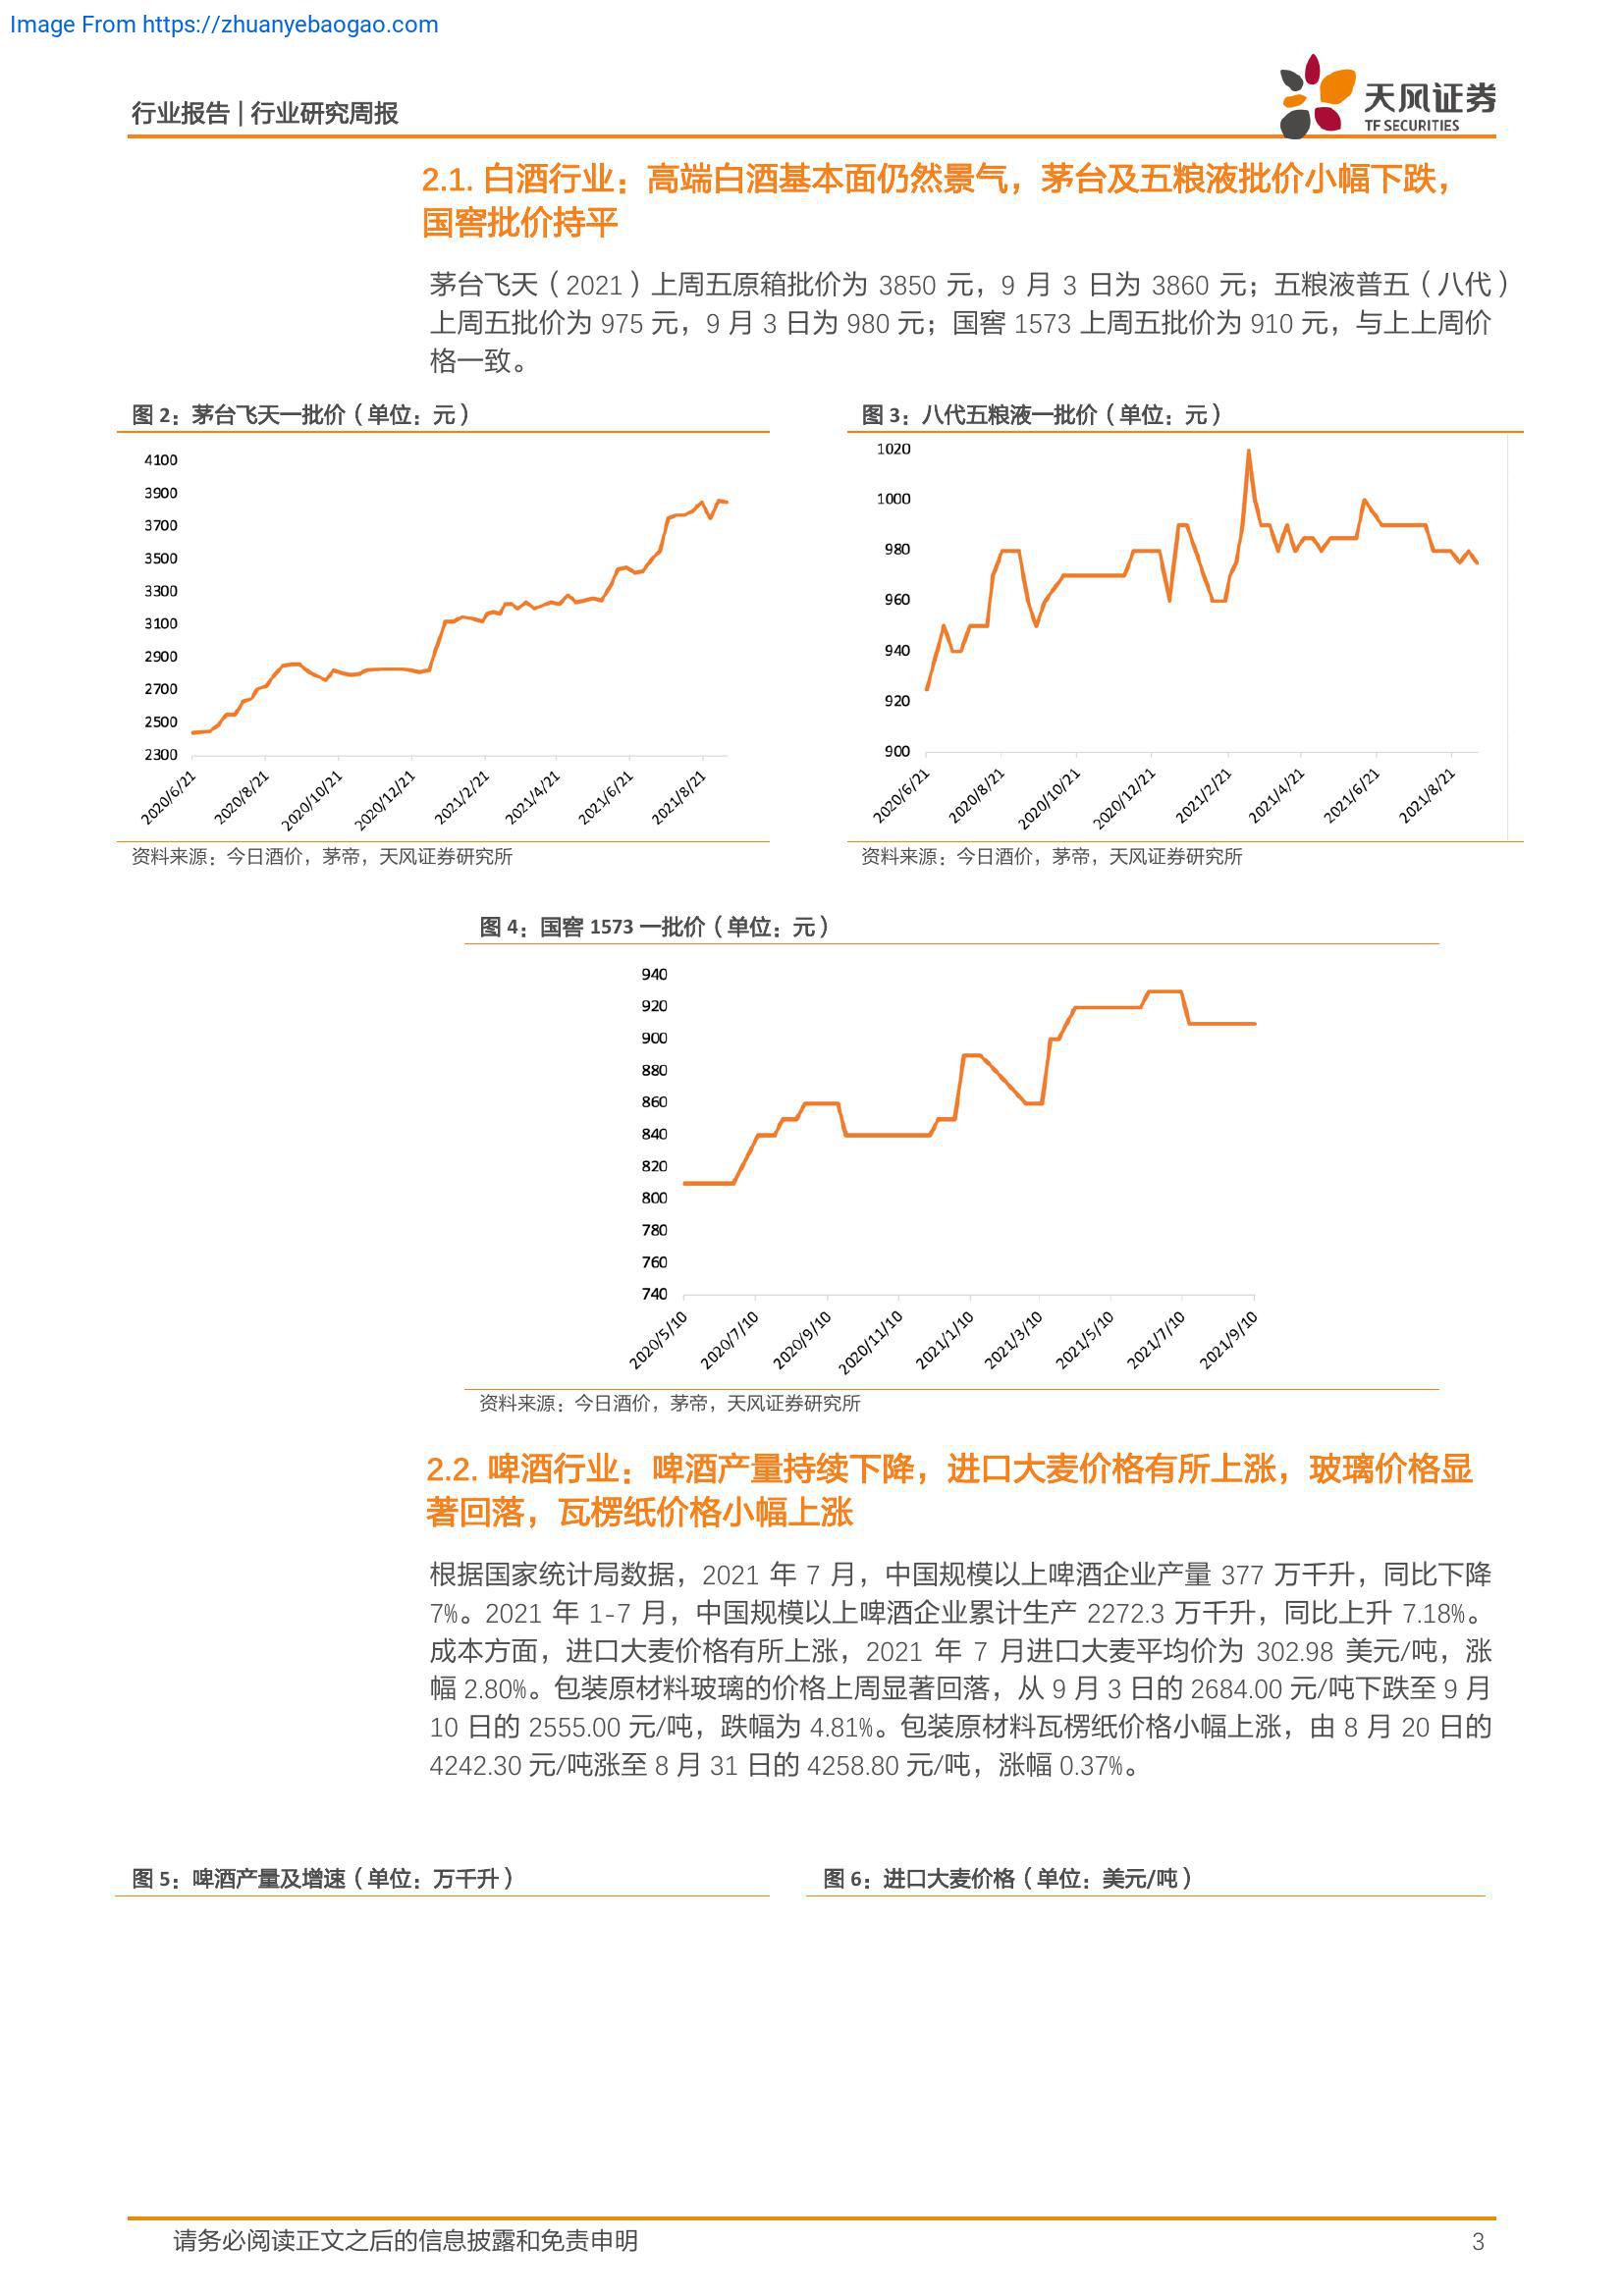 Image From https://zhuanyebaogao.com
行业报告 | 行业研究周报
天风证券
TF SECURITIES
2.1. 白酒行业：高端白酒基本面仍然景气，茅台及五粮液批价小幅下跌，
国窖批价持平
茅台飞天（2021）上周五原箱批价为 3850 元，9 月 3 日为 3860 元；五粮液普五（八代）
上周五批价为 975 元，9 月 3 日为 980 元；国窖 1573 上周五批价为 910 元，与上上周价
格一致。
图 2：茅台飞天一批价（单位：元）
4100
3900
3700
3500
3300
3100
2900
2700
2500
2300
2020/6/21
2020/8/21
2020/10/21
2020/12/21
2021/2/21
2021/4/21
2021/6/21
2021/8/21
资料来源：今日酒价，茅帝，天风证券研究所
图 3：八代五粮液一批价（单位：元）
1020
1000
980
960
940
920
900
2020/6/21
2020/8/21
2020/10/21
2020/12/21
2021/2/21
2021/4/21
2021/6/21
2021/8/21
资料来源：今日酒价，茅帝，天风证券研究所
图 4：国窖 1573 一批价（单位：元）
940
920
900
880
860
840
820
800
780
760
740
2020/5/10
2020/7/10
2020/9/10
2020/11/10
2021/1/10
2021/3/10
2021/5/10
2021/7/10
2021/9/10
资料来源：今日酒价，茅帝，天风证券研究所
2.2. 啤酒行业：啤酒产量持续下降，进口大麦价格有所上涨，玻璃价格显
著回落，瓦楞纸价格小幅上涨
根据国家统计局数据，2021 年 7 月，中国规模以上啤酒企业产量 377 万千升，同比下降
7%。2021 年 1-7 月，中国规模以上啤酒企业累计生产 2272.3 万千升，同比上升 7.18%。
成本方面，进口大麦价格有所上涨，2021 年 7 月进口大麦平均价为 302.98 美元/吨，涨
幅 2.80%。包装原材料玻璃的价格上周显著回落，从 9 月 3 日的 2684.00 元/吨下跌至 9 月
10 日的 2555.00 元/吨，跌幅为 4.81%。包装原材料瓦楞纸价格小幅上涨，由 8 月 20 日的
4242.30 元/吨涨至 8 月 31 日的 4258.80 元/吨，涨幅 0.37%。
图 5：啤酒产量及增速（单位：万千升）
图 6：进口大麦价格（单位：美元/吨）
请务必阅读正文之后的信息披露和免责申明
3